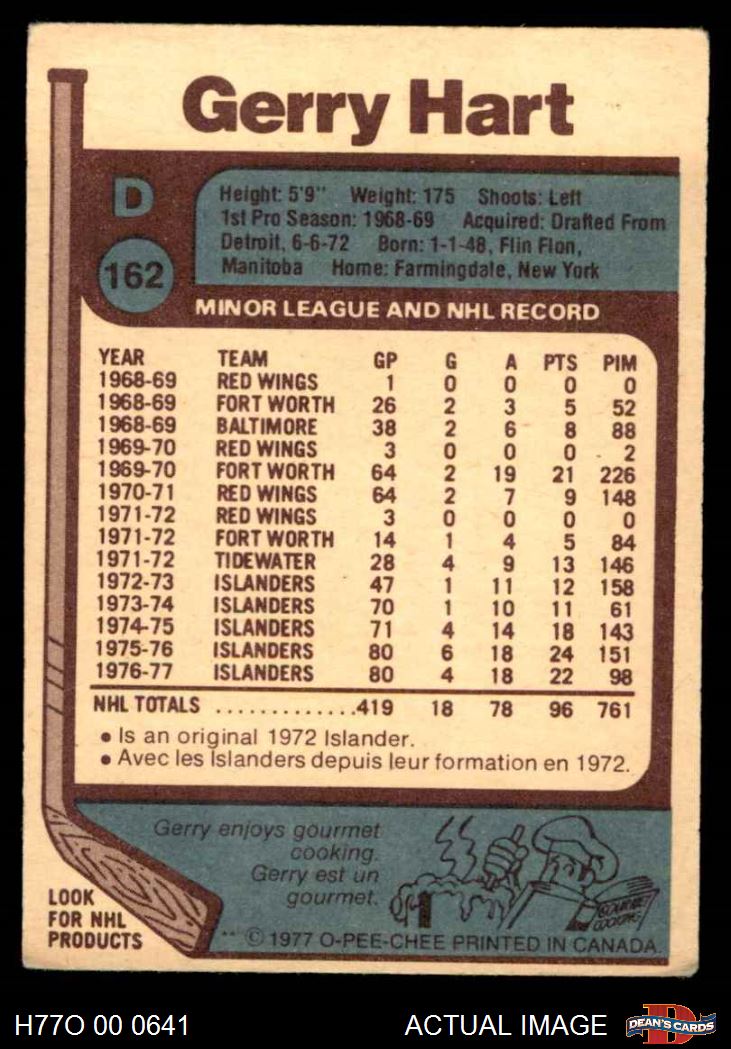 Gerry Hart
D
162
Height: 5'9" Weight: 175 Shoots: Left
1st Pro Season: 1968-69 Acquired: Drafted From
Detroit, 6-6-72 Born: 1-1-48, Flin Flon,
Manitoba Home: Farmingdale, New York
MINOR LEAGUE AND NHL RECORD
YEAR TEAM GP G A PTS PIM
1968-69 RED WINGS 1 0 0 0 0
1968-69 FORT WORTH 26 2 3 5 52
1968-69 BALTIMORE 38 2 6 8 88
1969-70 RED WINGS 3 0 0 0 2
1969-70 FORT WORTH 64 2 19 21 226
1970-71 RED WINGS 64 2 7 9 148
1971-72 RED WINGS 3 0 0 0 0
1971-72 FORT WORTH 14 1 4 5 84
1971-72 TIDEWATER 28 4 9 13 146
1972-73 ISLANDERS 47 1 11 12 158
1973-74 ISLANDERS 70 1 10 11 61
1974-75 ISLANDERS 71 4 14 18 143
1975-76 ISLANDERS 80 6 18 24 151
1976-77 ISLANDERS 80 4 18 22 98
NHL TOTALS .............419 18 78 96 761
• Is an original 1972 Islander.
• Avec les Islanders depuis leur formation en 1972.
Gerry enjoys gourmet
cooking.
Gerry est un
gourmet.
GOURMET
COOKING
LOOK
FOR NHL
PRODUCTS
** © 1977 O-PEE-CHEE PRINTED IN CANADA.
H77O 00 0641 ACTUAL IMAGE
D
DEAN'S CARDS